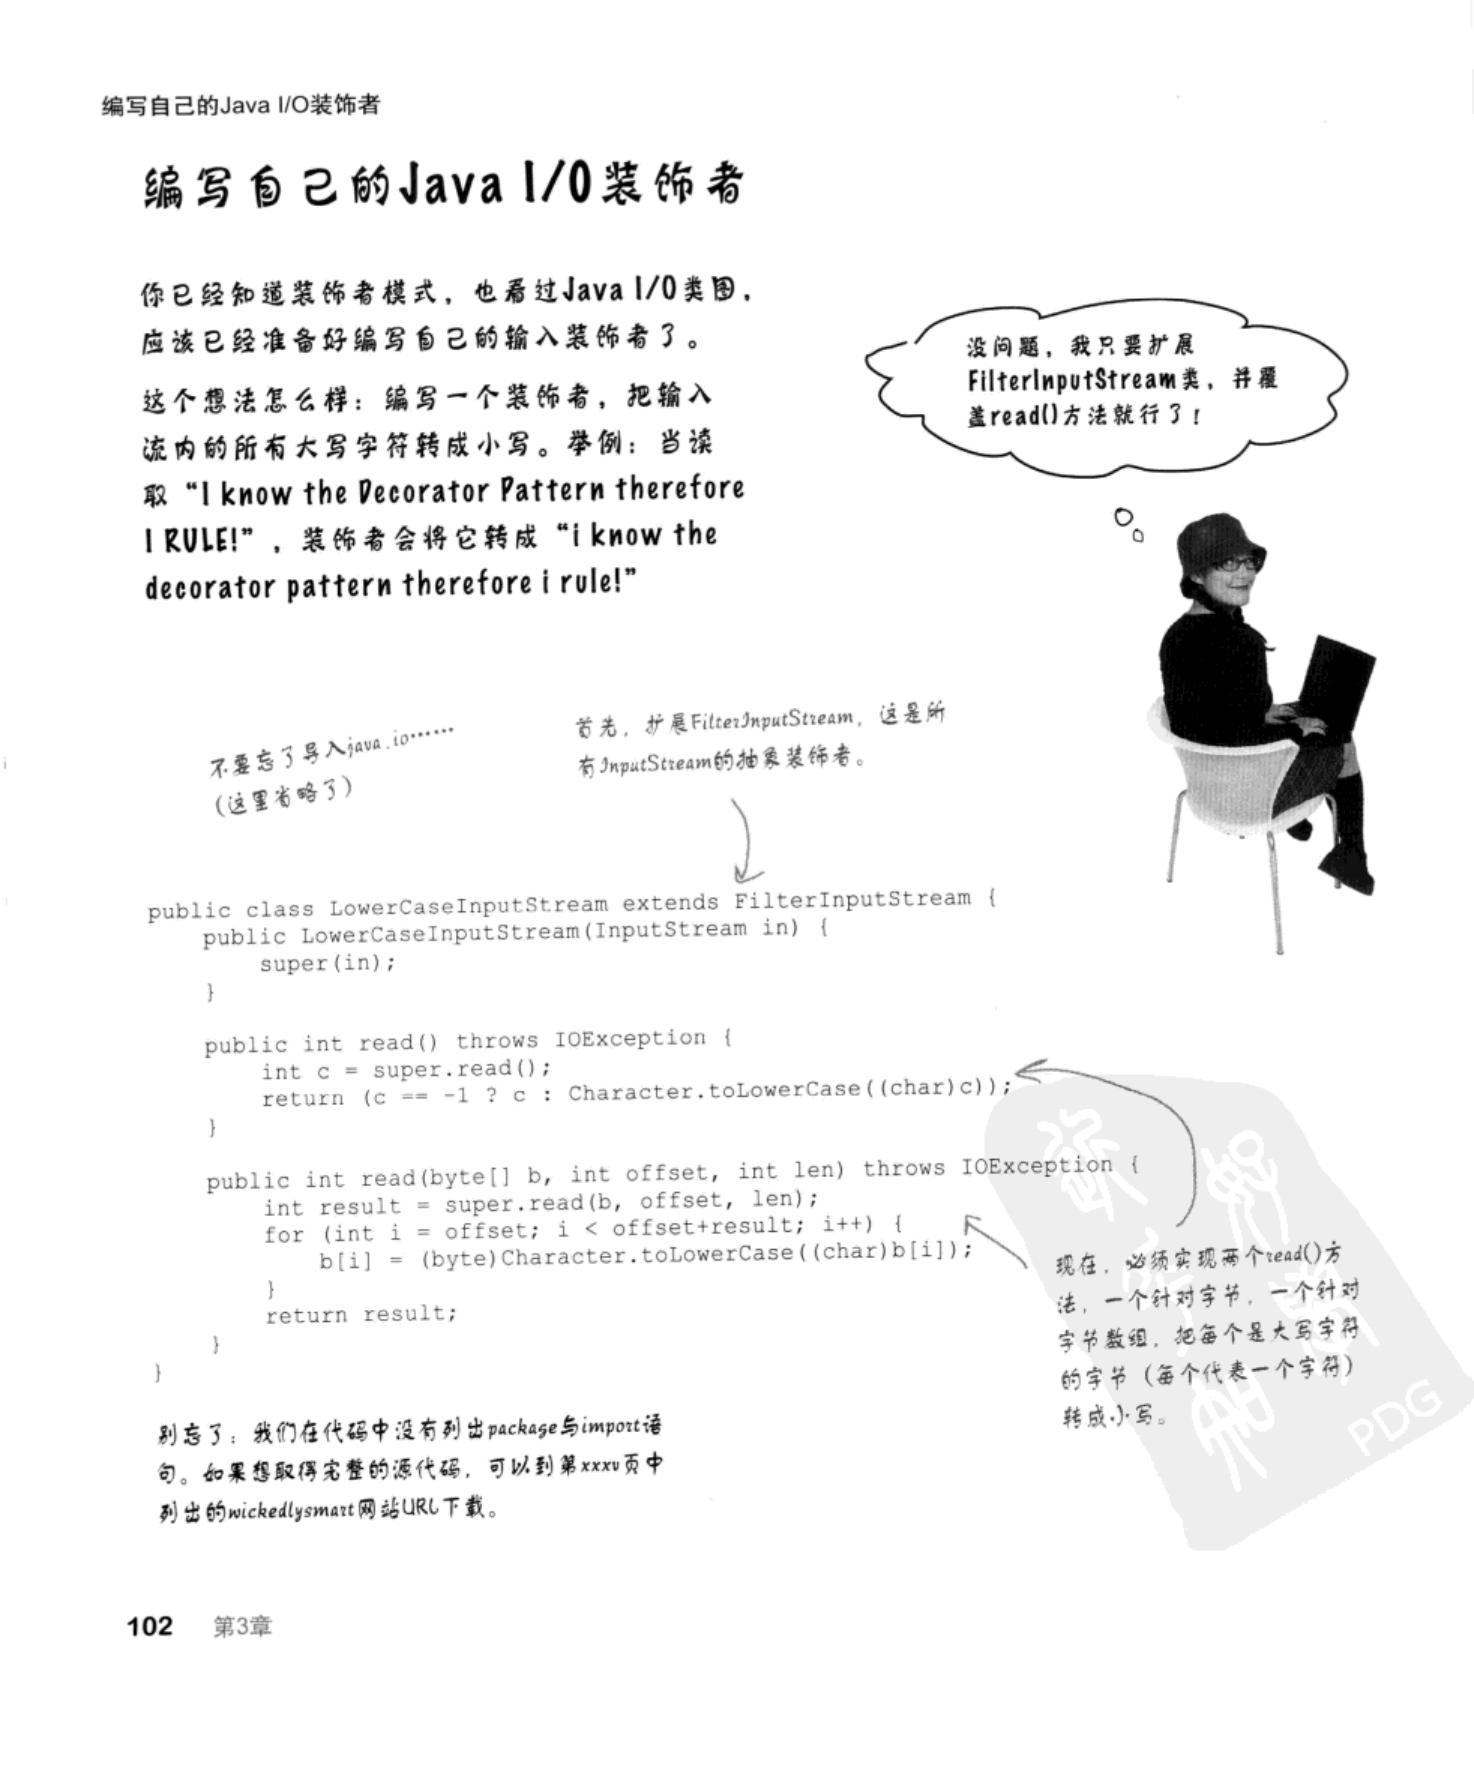 编写自己的Java I/O装饰者
编写自己的Java I/O装饰者
你已经知道装饰者模式，也看过Java I/O类图，
应该已经准备好编写自己的输入装饰者了。
这个想法怎么样：编写一个装饰者，把输入
流内的所有大写字符转成小写。举例：当读
取“I know the Decorator Pattern therefore
I RULE!”，装饰者会将它转成“i know the
decorator pattern therefore i rule!”
没问题，我只要扩展
FilterInputStream类，并覆
盖read()方法就行了！
不要忘了导入java.io……
（这里省略了）
首先，扩展FilterInputStream，这是所
有InputStream的抽象装饰者。
public class LowerCaseInputStream extends FilterInputStream {
public LowerCaseInputStream(InputStream in) {
super(in);
}
public int read() throws IOException {
int c = super.read();
return (c == -1 ? c : Character.toLowerCase((char)c));
}
public int read(byte[] b, int offset, int len) throws IOException {
int result = super.read(b, offset, len);
for (int i = offset; i < offset+result; i++) {
b[i] = (byte)Character.toLowerCase((char)b[i]);
}
return result;
}
}
现在，必须实现两个read()方
法，一个针对字节，一个针对
字节数组，把每个是大写字符
的字节（每个代表一个字符）
转成小写。
别忘了：我们在代码中没有列出package与import语
句。如果想取得完整的源代码，可以到第xxxv页中
列出的wickedlysmart网站URL下载。
PDG
102 第3章